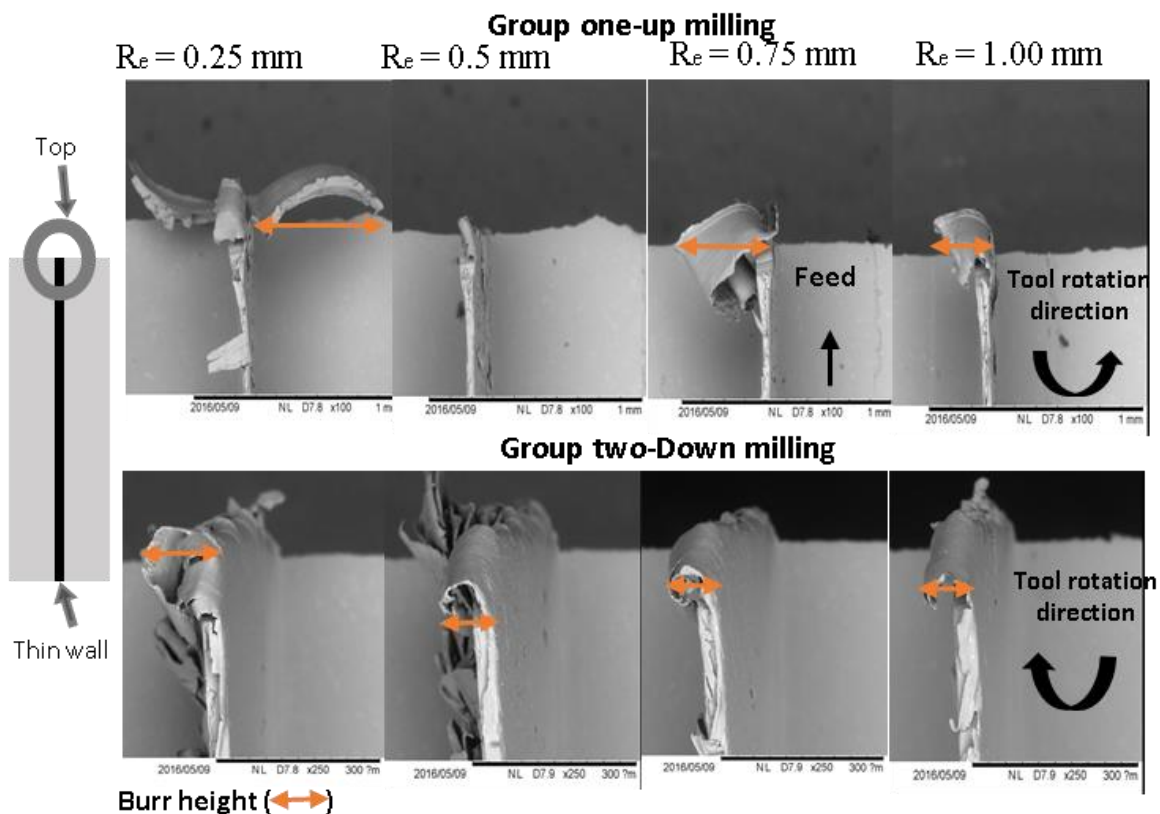 Group one-up milling
Re = 0.25 mm
Re = 0.5 mm
Re = 0.75 mm
Re = 1.00 mm
Top
Feed
Tool rotation
direction
2016/05/09 NL D7.8 x100 1 m
2016/05/09 NL D7.8 x100 1 mm
2016/05/09 NL D7.8 x100 1 mm
2016/05/09 NL D7.8 x100 1 mm
Group two-Down milling
Tool rotation
direction
Thin wall
2016/05/09 NL D7.8 x250 300 ?m
2016/05/09 NL D7.9 x250 300 ?m
2016/05/09 NL D7.9 x250 300 ?m
2016/05/09 NL D7.9 x250 300 ?m
Burr height ( )